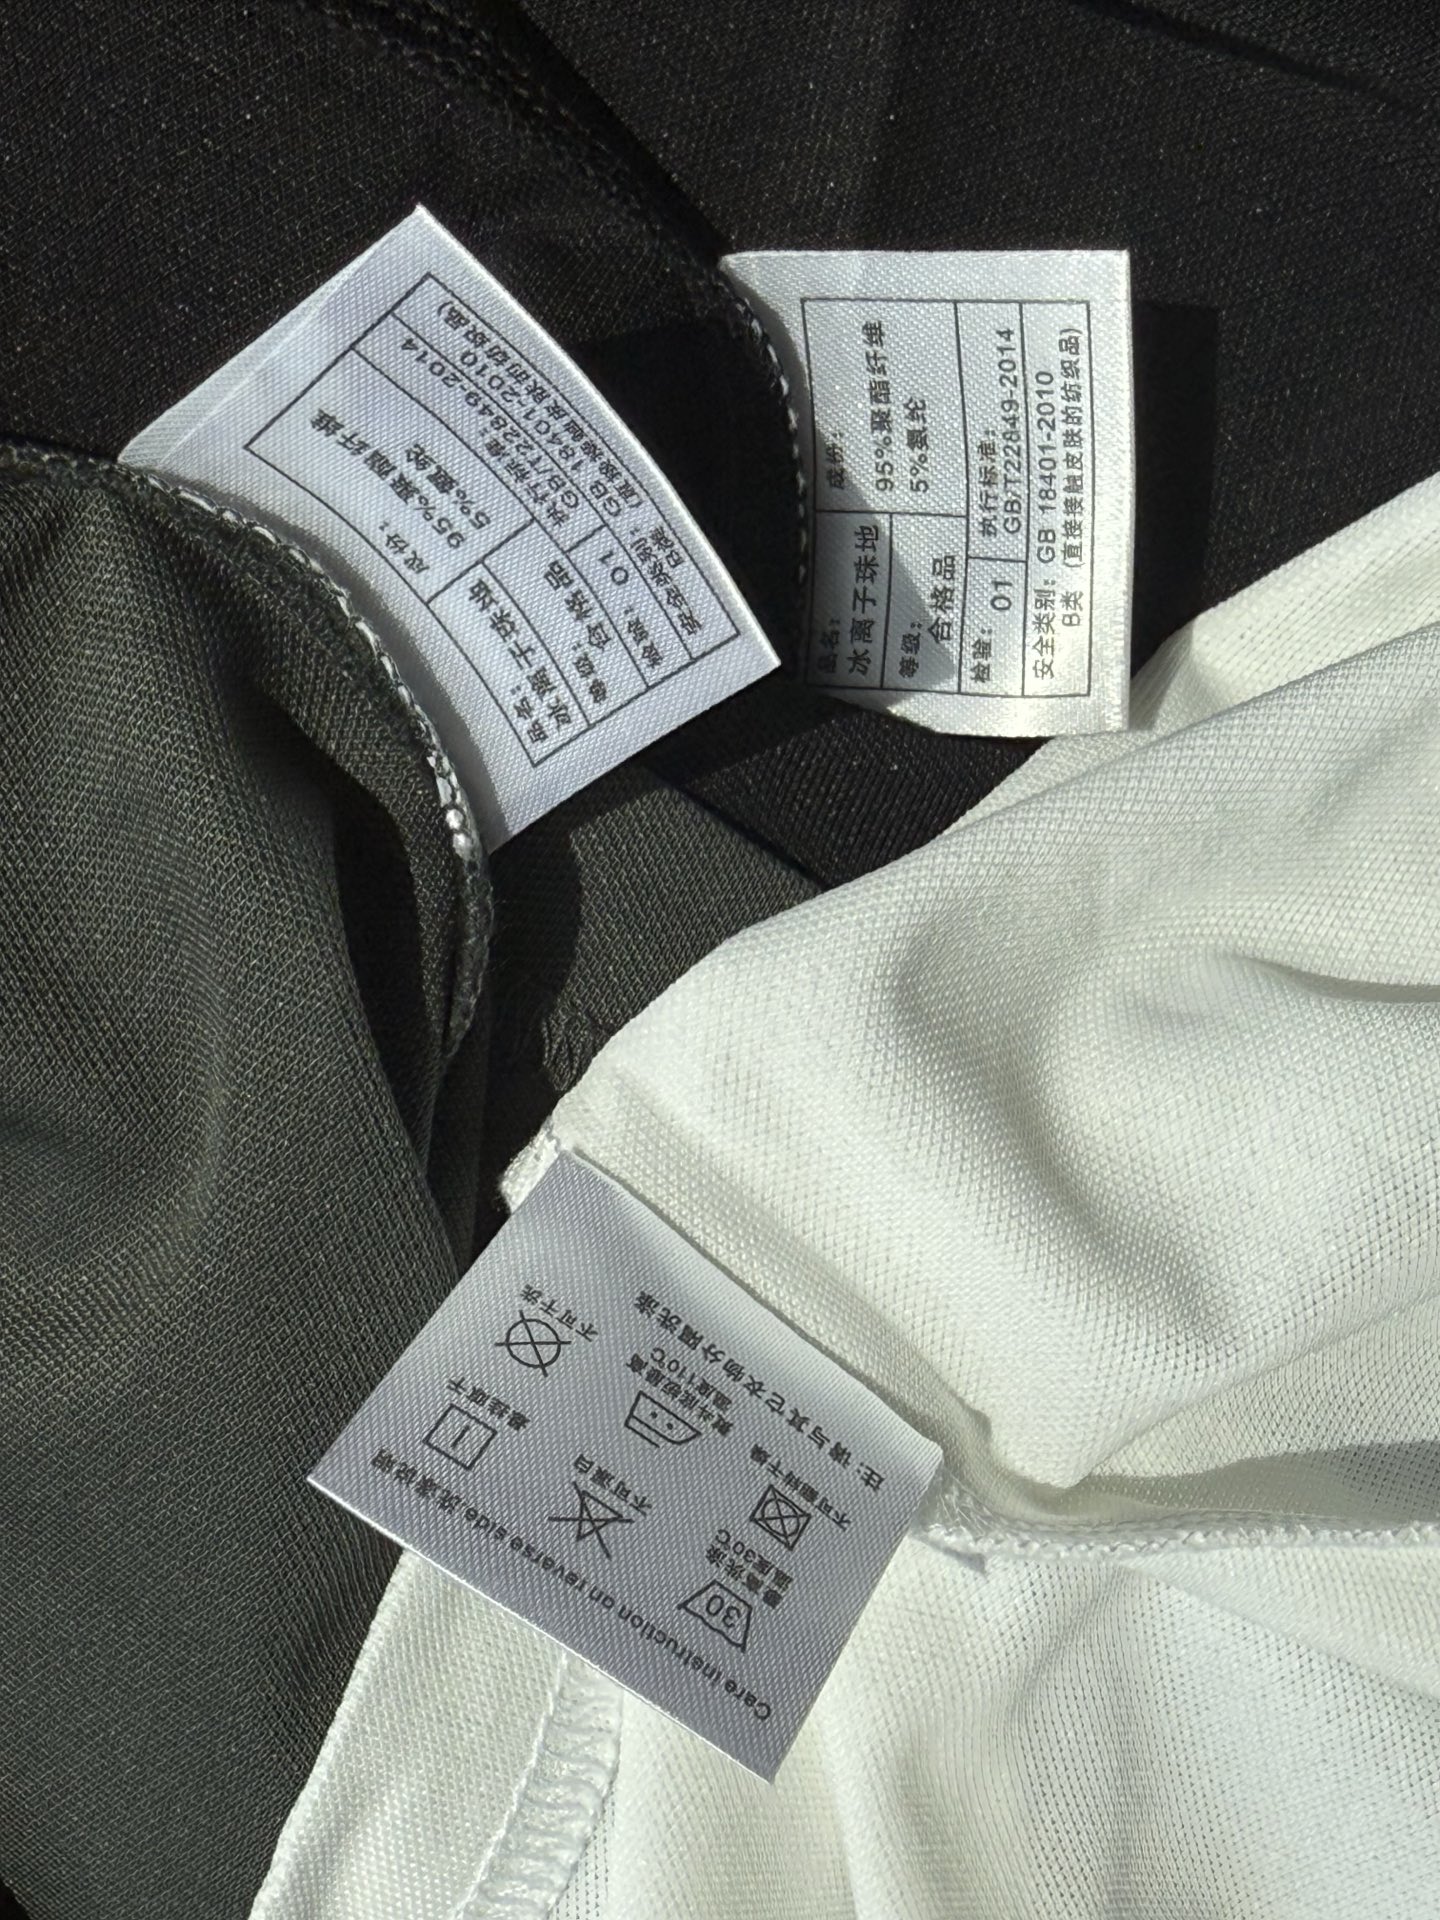 品名:
冰离子珠地
成份:
95%聚酯纤维
5%氨纶
等级:
合格品
执行标准:
GB/T22849-2014
检验: 01
安全类别: GB 18401-2010
B类 (直接接触皮肤的纺织品)
品名:
冰离子珠地
成份:
95%聚酯纤维
5%氨纶
等级:
合格品
执行标准:
GB/T22849-2014
检验: 01
安全类别: GB 18401-2010
B类 (直接接触皮肤的纺织品)
Care instruction an reverse side.洗涤说明
30
最高洗涤
温度30℃
不可漂白
悬挂晾干
不可翻转干燥
熨斗底板最高
温度110℃
不可干洗
注:请与其它衣物分隔洗涤